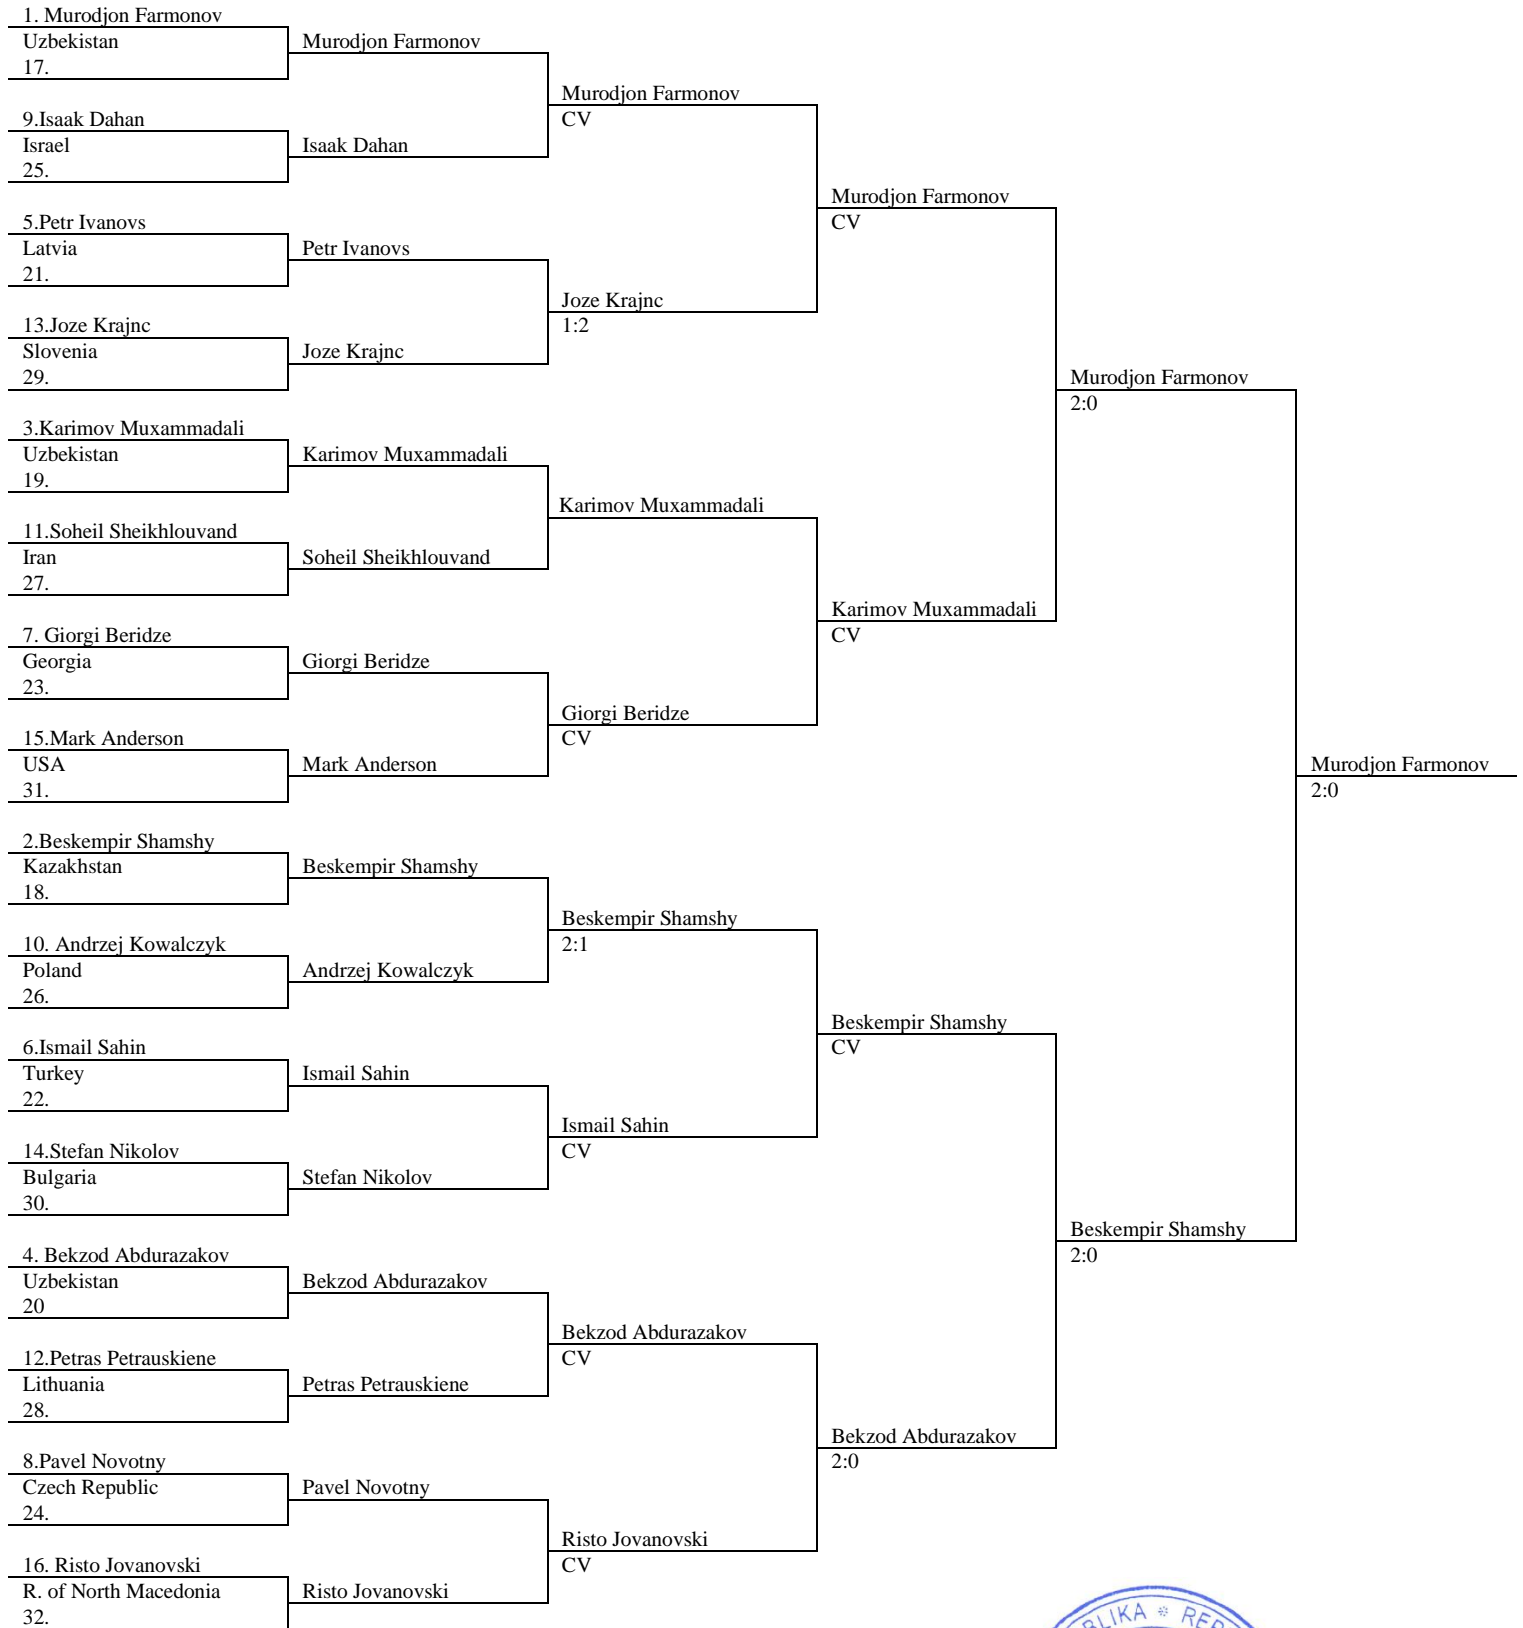 1. Murodjon Farmonov
Uzbekistan
17.
9.Isaak Dahan
Israel
25.
5.Petr Ivanovs
Latvia
21.
13.Joze Krajnc
Slovenia
29.
3.Karimov Muxammadali
Uzbekistan
19.
11.Soheil Sheikhlouvand
Iran
27.
7. Giorgi Beridze
Georgia
23.
15.Mark Anderson
USA
31.
2.Beskempir Shamshy
Kazakhstan
18.
10. Andrzej Kowalczyk
Poland
26.
6.Ismail Sahin
Turkey
22.
14.Stefan Nikolov
Bulgaria
30.
4. Bekzod Abdurazakov
Uzbekistan
20
12.Petras Petrauskiene
Lithuania
28.
8.Pavel Novotny
Czech Republic
24.
16. Risto Jovanovski
R. of North Macedonia
32.
Murodjon Farmonov
Isaak Dahan
Petr Ivanovs
Joze Krajnc
Karimov Muxammadali
Soheil Sheikhlouvand
Giorgi Beridze
Mark Anderson
Beskempir Shamshy
Andrzej Kowalczyk
Ismail Sahin
Stefan Nikolov
Bekzod Abdurazakov
Petras Petrauskiene
Pavel Novotny
Risto Jovanovski
Murodjon Farmonov
CV
Joze Krajnc
1:2
Karimov Muxammadali
Giorgi Beridze
CV
Beskempir Shamshy
2:1
Ismail Sahin
CV
Bekzod Abdurazakov
CV
Risto Jovanovski
CV
Murodjon Farmonov
CV
Karimov Muxammadali
CV
Beskempir Shamshy
CV
Bekzod Abdurazakov
2:0
Murodjon Farmonov
2:0
Beskempir Shamshy
2:0
Murodjon Farmonov
2:0